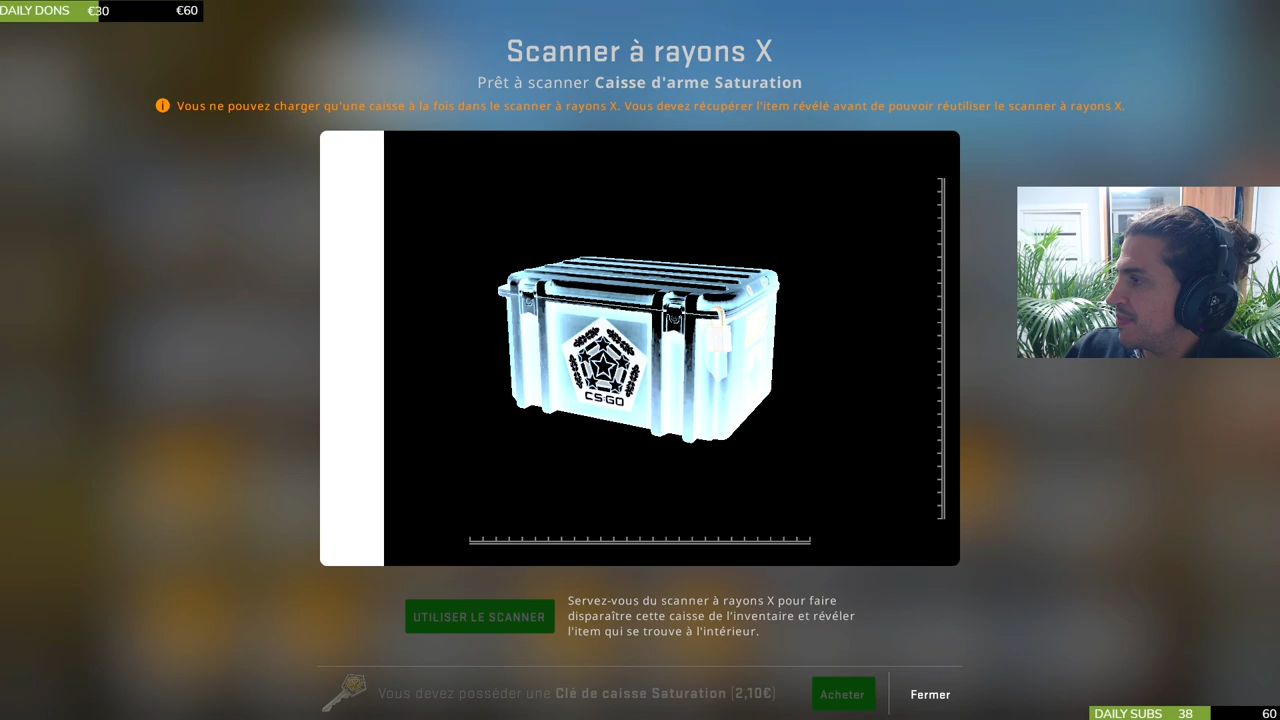 DAILY DONS €30 €60
Scanner à rayons X
Prêt à scanner Caisse d'arme Saturation
Vous ne pouvez charger qu'une caisse à la fois dans le scanner à rayons X. Vous devez récupérer l'item révélé avant de pouvoir réutiliser le scanner à rayons X.
CS:GO
UTILISER LE SCANNER
Servez-vous du scanner à rayons X pour faire
disparaître cette caisse de l'inventaire et révéler
l'item qui se trouve à l'intérieur.
Vous devez posséder une Clé de caisse Saturation (2,10€)
Acheter
Fermer
DAILY SUBS 38 60